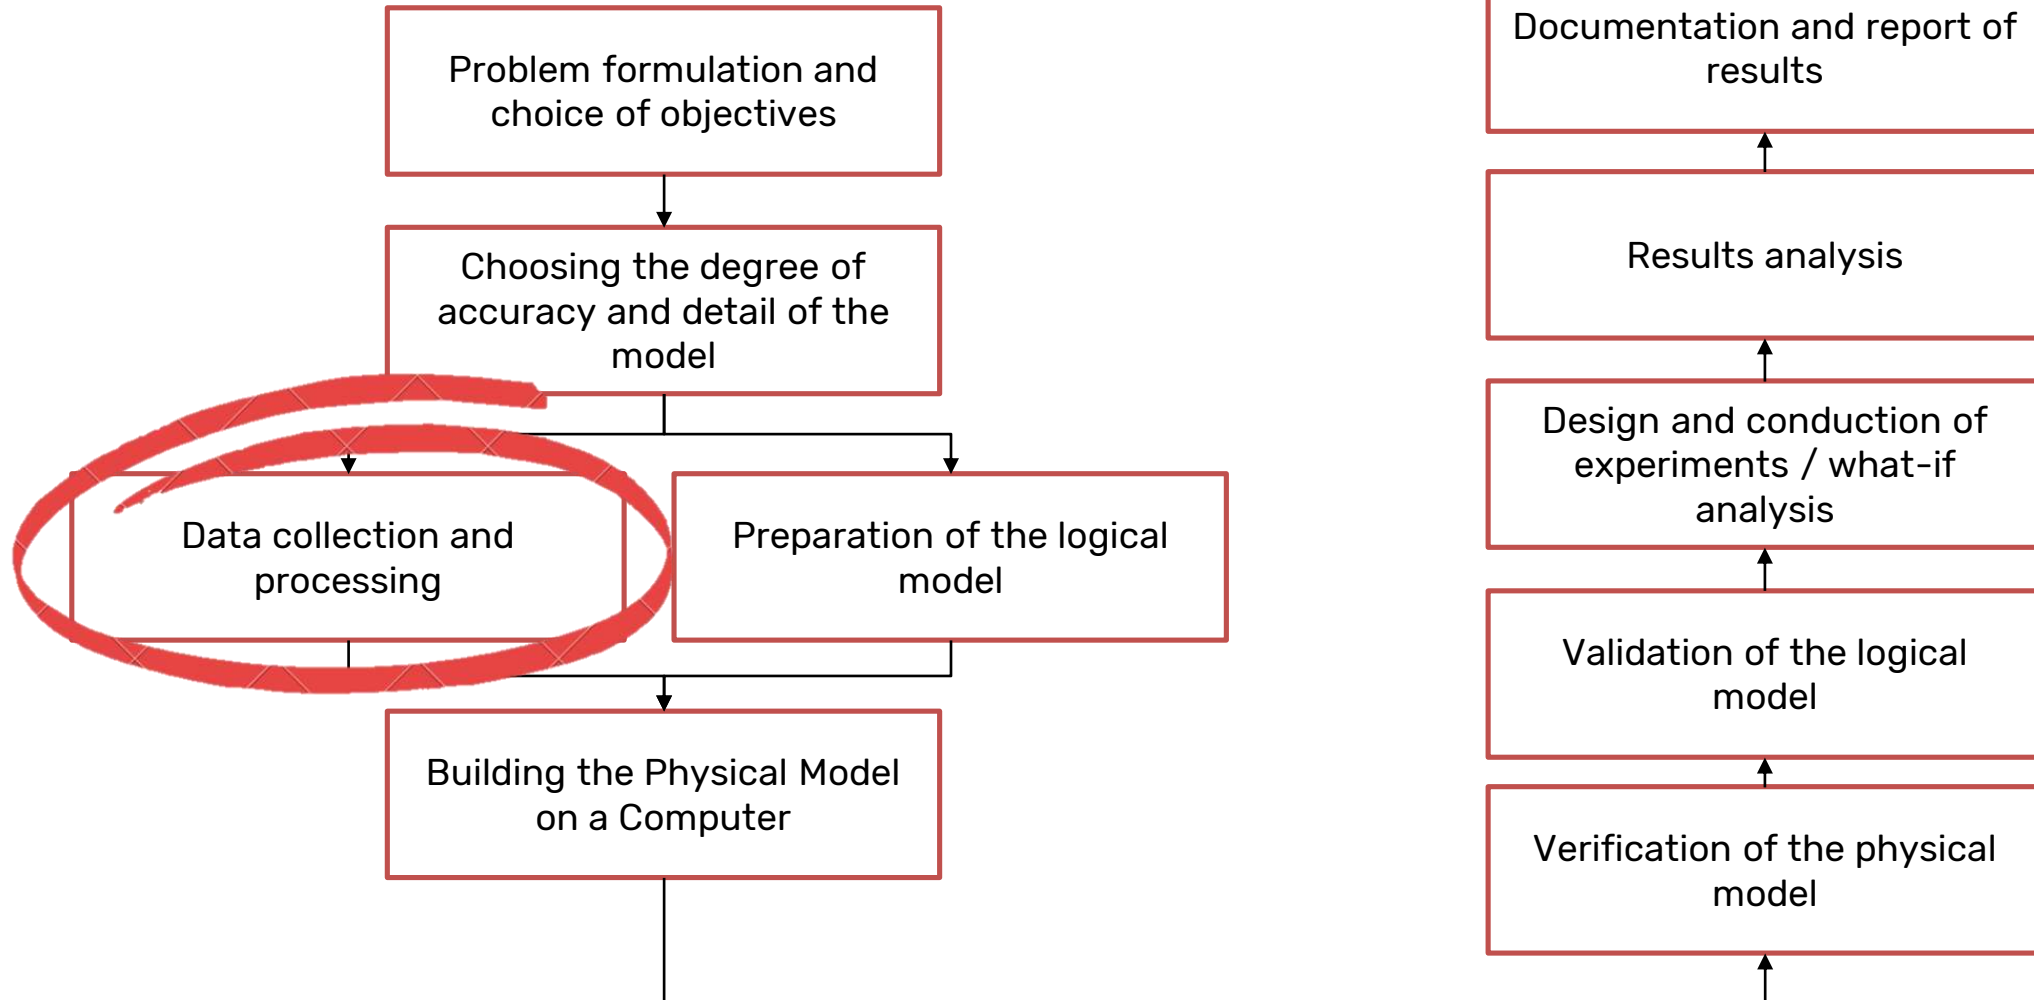 Problem formulation and
choice of objectives
Choosing the degree of
accuracy and detail of the
model
Data collection and
processing
Preparation of the logical
model
Building the Physical Model
on a Computer
Documentation and report of
results
Results analysis
Design and conduction of
experiments / what-if
analysis
Validation of the logical
model
Verification of the physical
model